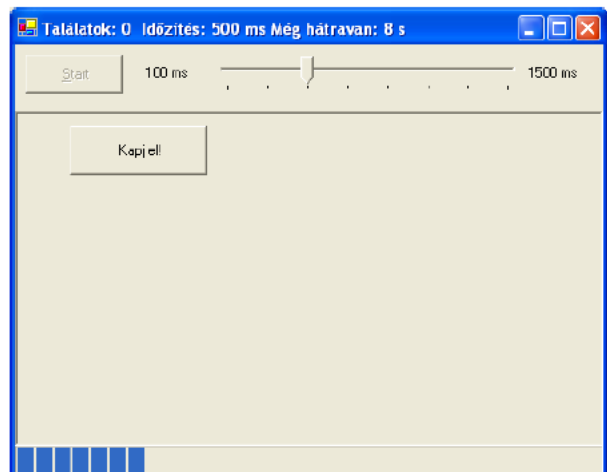 Találatok: 0 Időzítés: 500 ms Még hátravan: 8 s
Start 100 ms 1500 ms
Kapj el!